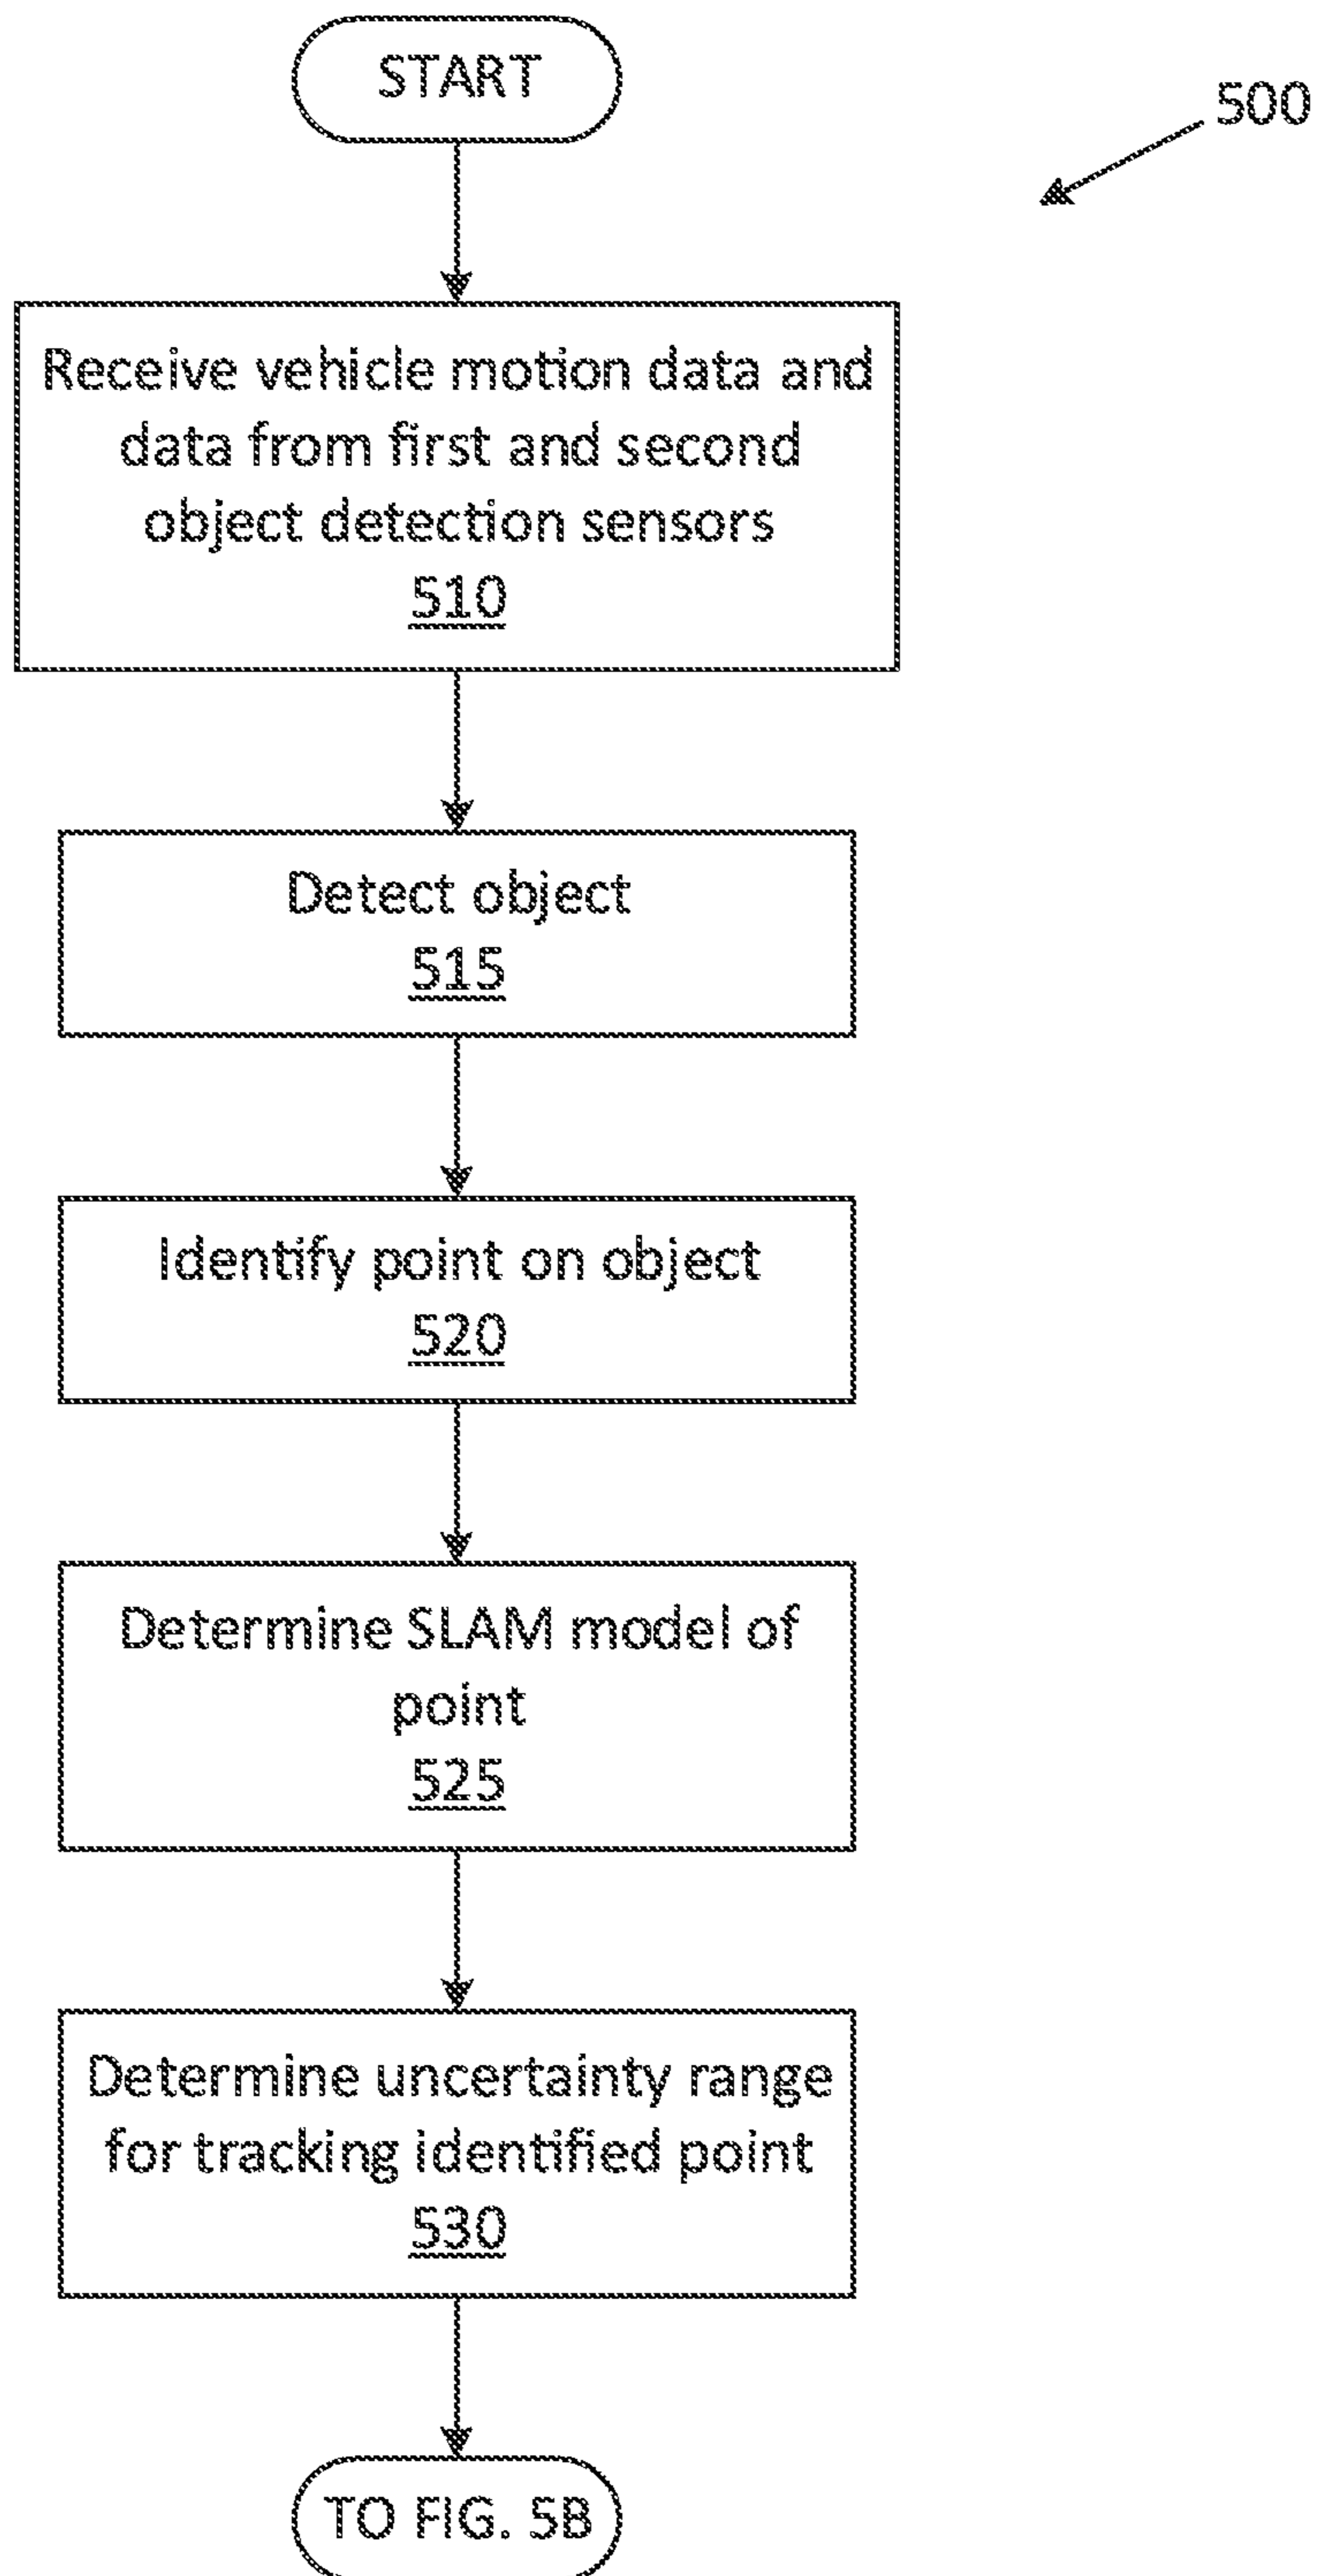 START
500
Receive vehicle motion data and
data from first and second
object detection sensors
510
Detect object
515
Identify point on object
520
Determine SLAM model of
point
525
Determine uncertainty range
for tracking identified point
530
TO FIG. 5B